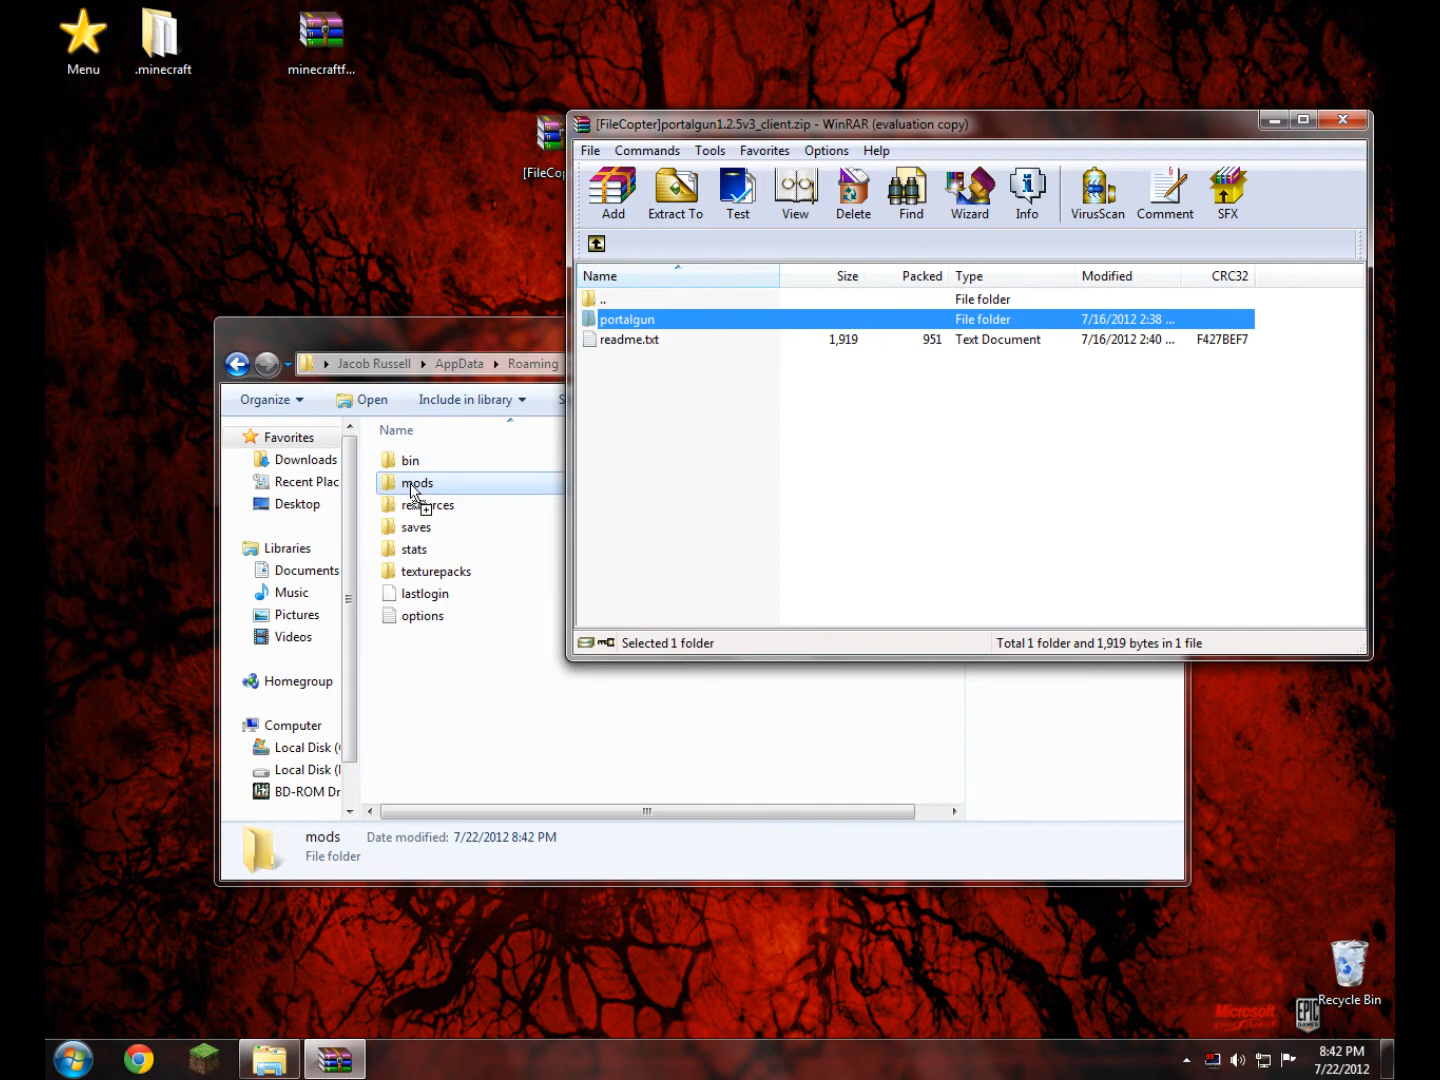 Menu
.minecraft
minecraftf...
[FileCop
[FileCopter]portalgun1.2.5v3_client.zip - WinRAR (evaluation copy)
File Commands Tools Favorites Options Help
Add Extract To Test View Delete Find Wizard Info VirusScan Comment SFX
Name Size Packed Type Modified CRC32
.. File folder
portalgun File folder 7/16/2012 2:38 ...
readme.txt 1,919 951 Text Document 7/16/2012 2:40 ... F427BEF7
Selected 1 folder Total 1 folder and 1,919 bytes in 1 file
Jacob Russell AppData Roaming
Organize Open Include in library S
Favorites
Downloads
Recent Plac
Desktop
Libraries
Documents
Music
Pictures
Videos
Homegroup
Computer
Local Disk (
Local Disk (
BD-ROM Dr
Name
bin
mods
resources
saves
stats
texturepacks
lastlogin
options
mods Date modified: 7/22/2012 8:42 PM
File folder
Recycle Bin
Microsoft
EPIC
GAMES
8:42 PM
7/22/2012